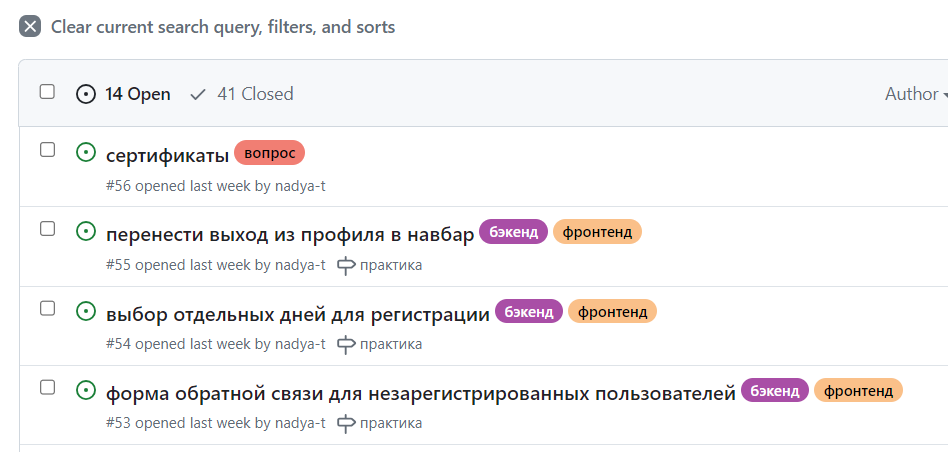 Clear current search query, filters, and sorts
14 Open 41 Closed Author
сертификаты вопрос
#56 opened last week by nadya-t
перенести выход из профиля в навбар бэкенд фронтенд
#55 opened last week by nadya-t практика
выбор отдельных дней для регистрации бэкенд фронтенд
#54 opened last week by nadya-t практика
форма обратной связи для незарегистрированных пользователей бэкенд фронтенд
#53 opened last week by nadya-t практика